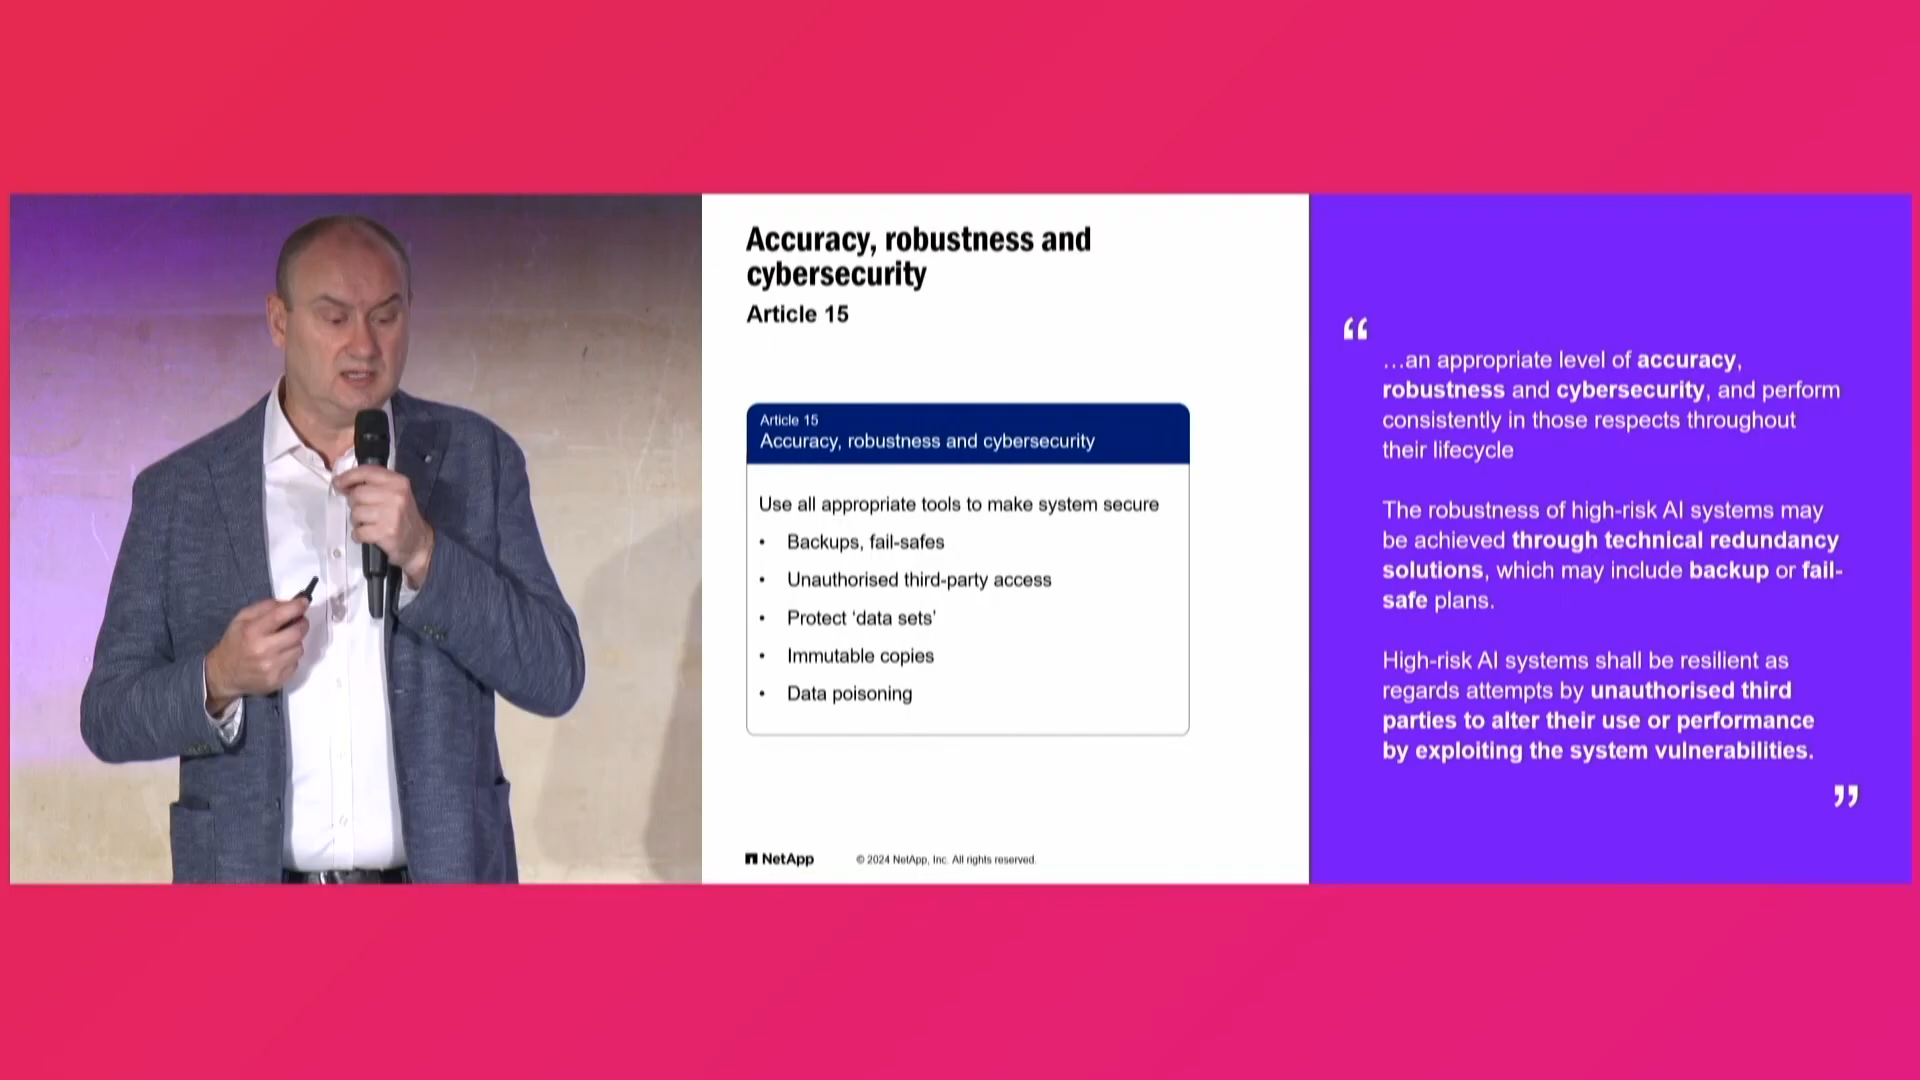 Accuracy, robustness and
cybersecurity
Article 15
Article 15
Accuracy, robustness and cybersecurity
Use all appropriate tools to make system secure
• Backups, fail-safes
• Unauthorised third-party access
• Protect ‘data sets’
• Immutable copies
• Data poisoning
NetApp © 2024 NetApp, Inc. All rights reserved.
“
…an appropriate level of accuracy,
robustness and cybersecurity, and perform
consistently in those respects throughout
their lifecycle
The robustness of high-risk AI systems may
be achieved through technical redundancy
solutions, which may include backup or fail-
safe plans.
High-risk AI systems shall be resilient as
regards attempts by unauthorised third
parties to alter their use or performance
by exploiting the system vulnerabilities.
”